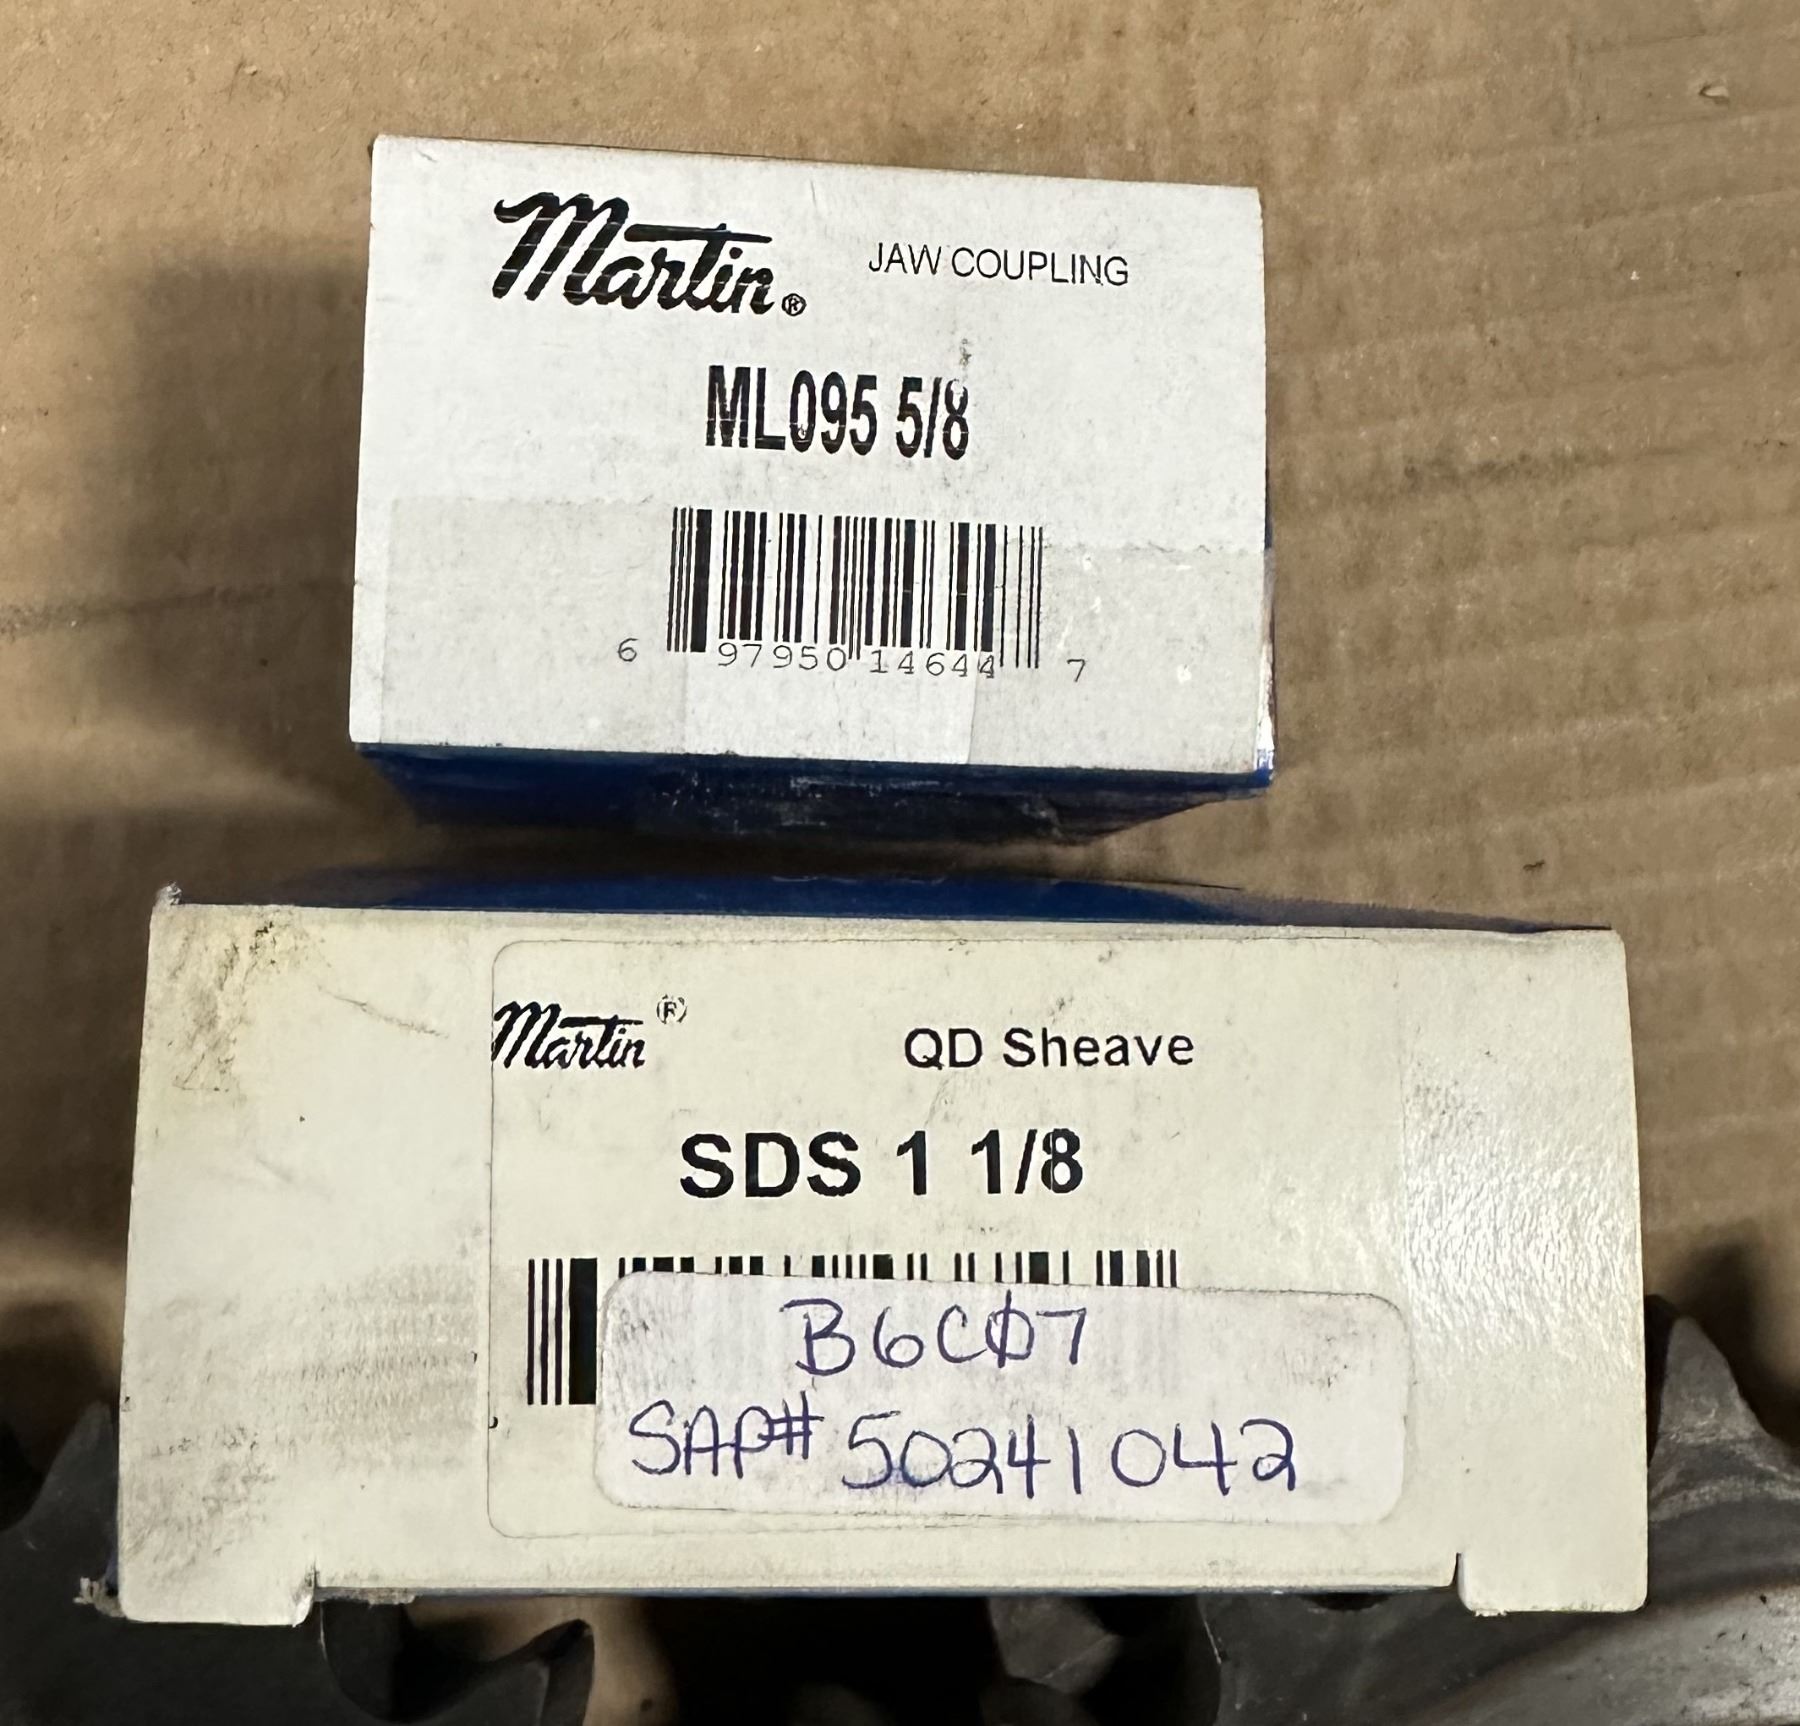 Martin® JAW COUPLING
ML095 5/8
6 97950 14644 7
Martin® QD Sheave
SDS 1 1/8
B6C07
SAP# 50241042